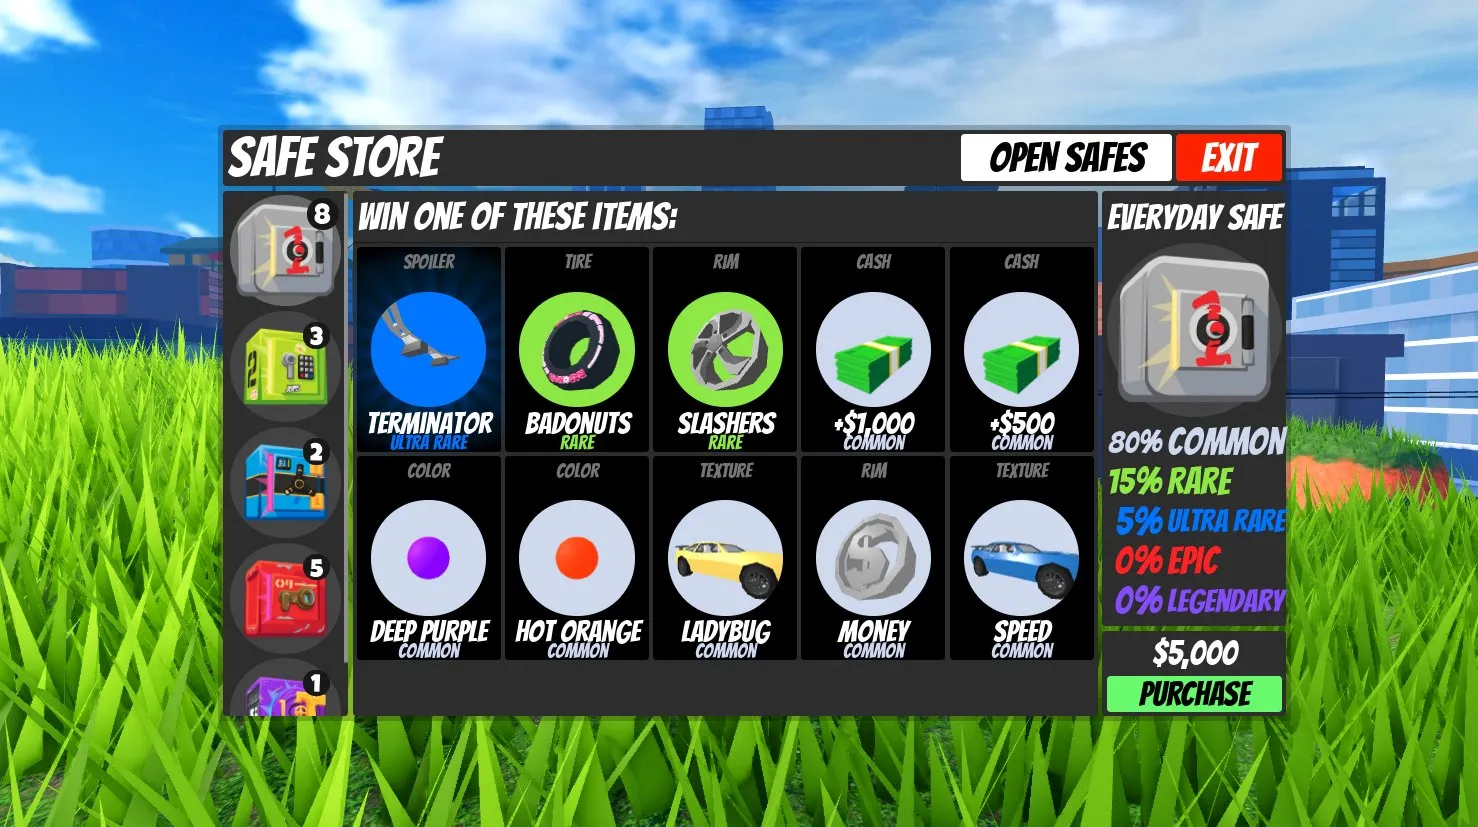 SAFE STORE
OPEN SAFES
EXIT
8
3
2
5
1
WIN ONE OF THESE ITEMS:
SPOILER
TERMINATOR
ULTRA RARE
TIRE
BADONUTS
RARE
RIM
SLASHERS
RARE
CASH
+$1,000
COMMON
CASH
+$500
COMMON
COLOR
DEEP PURPLE
COMMON
COLOR
HOT ORANGE
COMMON
TEXTURE
LADYBUG
COMMON
RIM
$
MONEY
COMMON
TEXTURE
SPEED
COMMON
EVERYDAY SAFE
80% COMMON
15% RARE
5% ULTRA RARE
0% EPIC
0% LEGENDARY
$5,000
PURCHASE